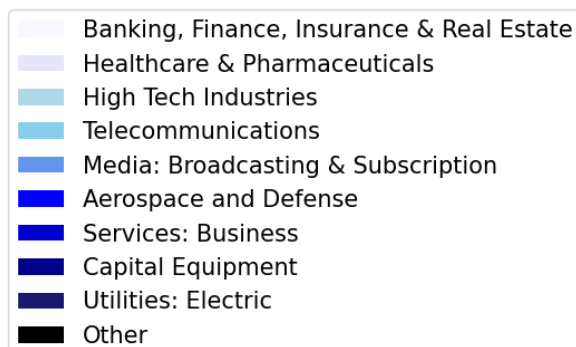 Banking, Finance, Insurance & Real Estate
Healthcare & Pharmaceuticals
High Tech Industries
Telecommunications
Media: Broadcasting & Subscription
Aerospace and Defense
Services: Business
Capital Equipment
Utilities: Electric
Other